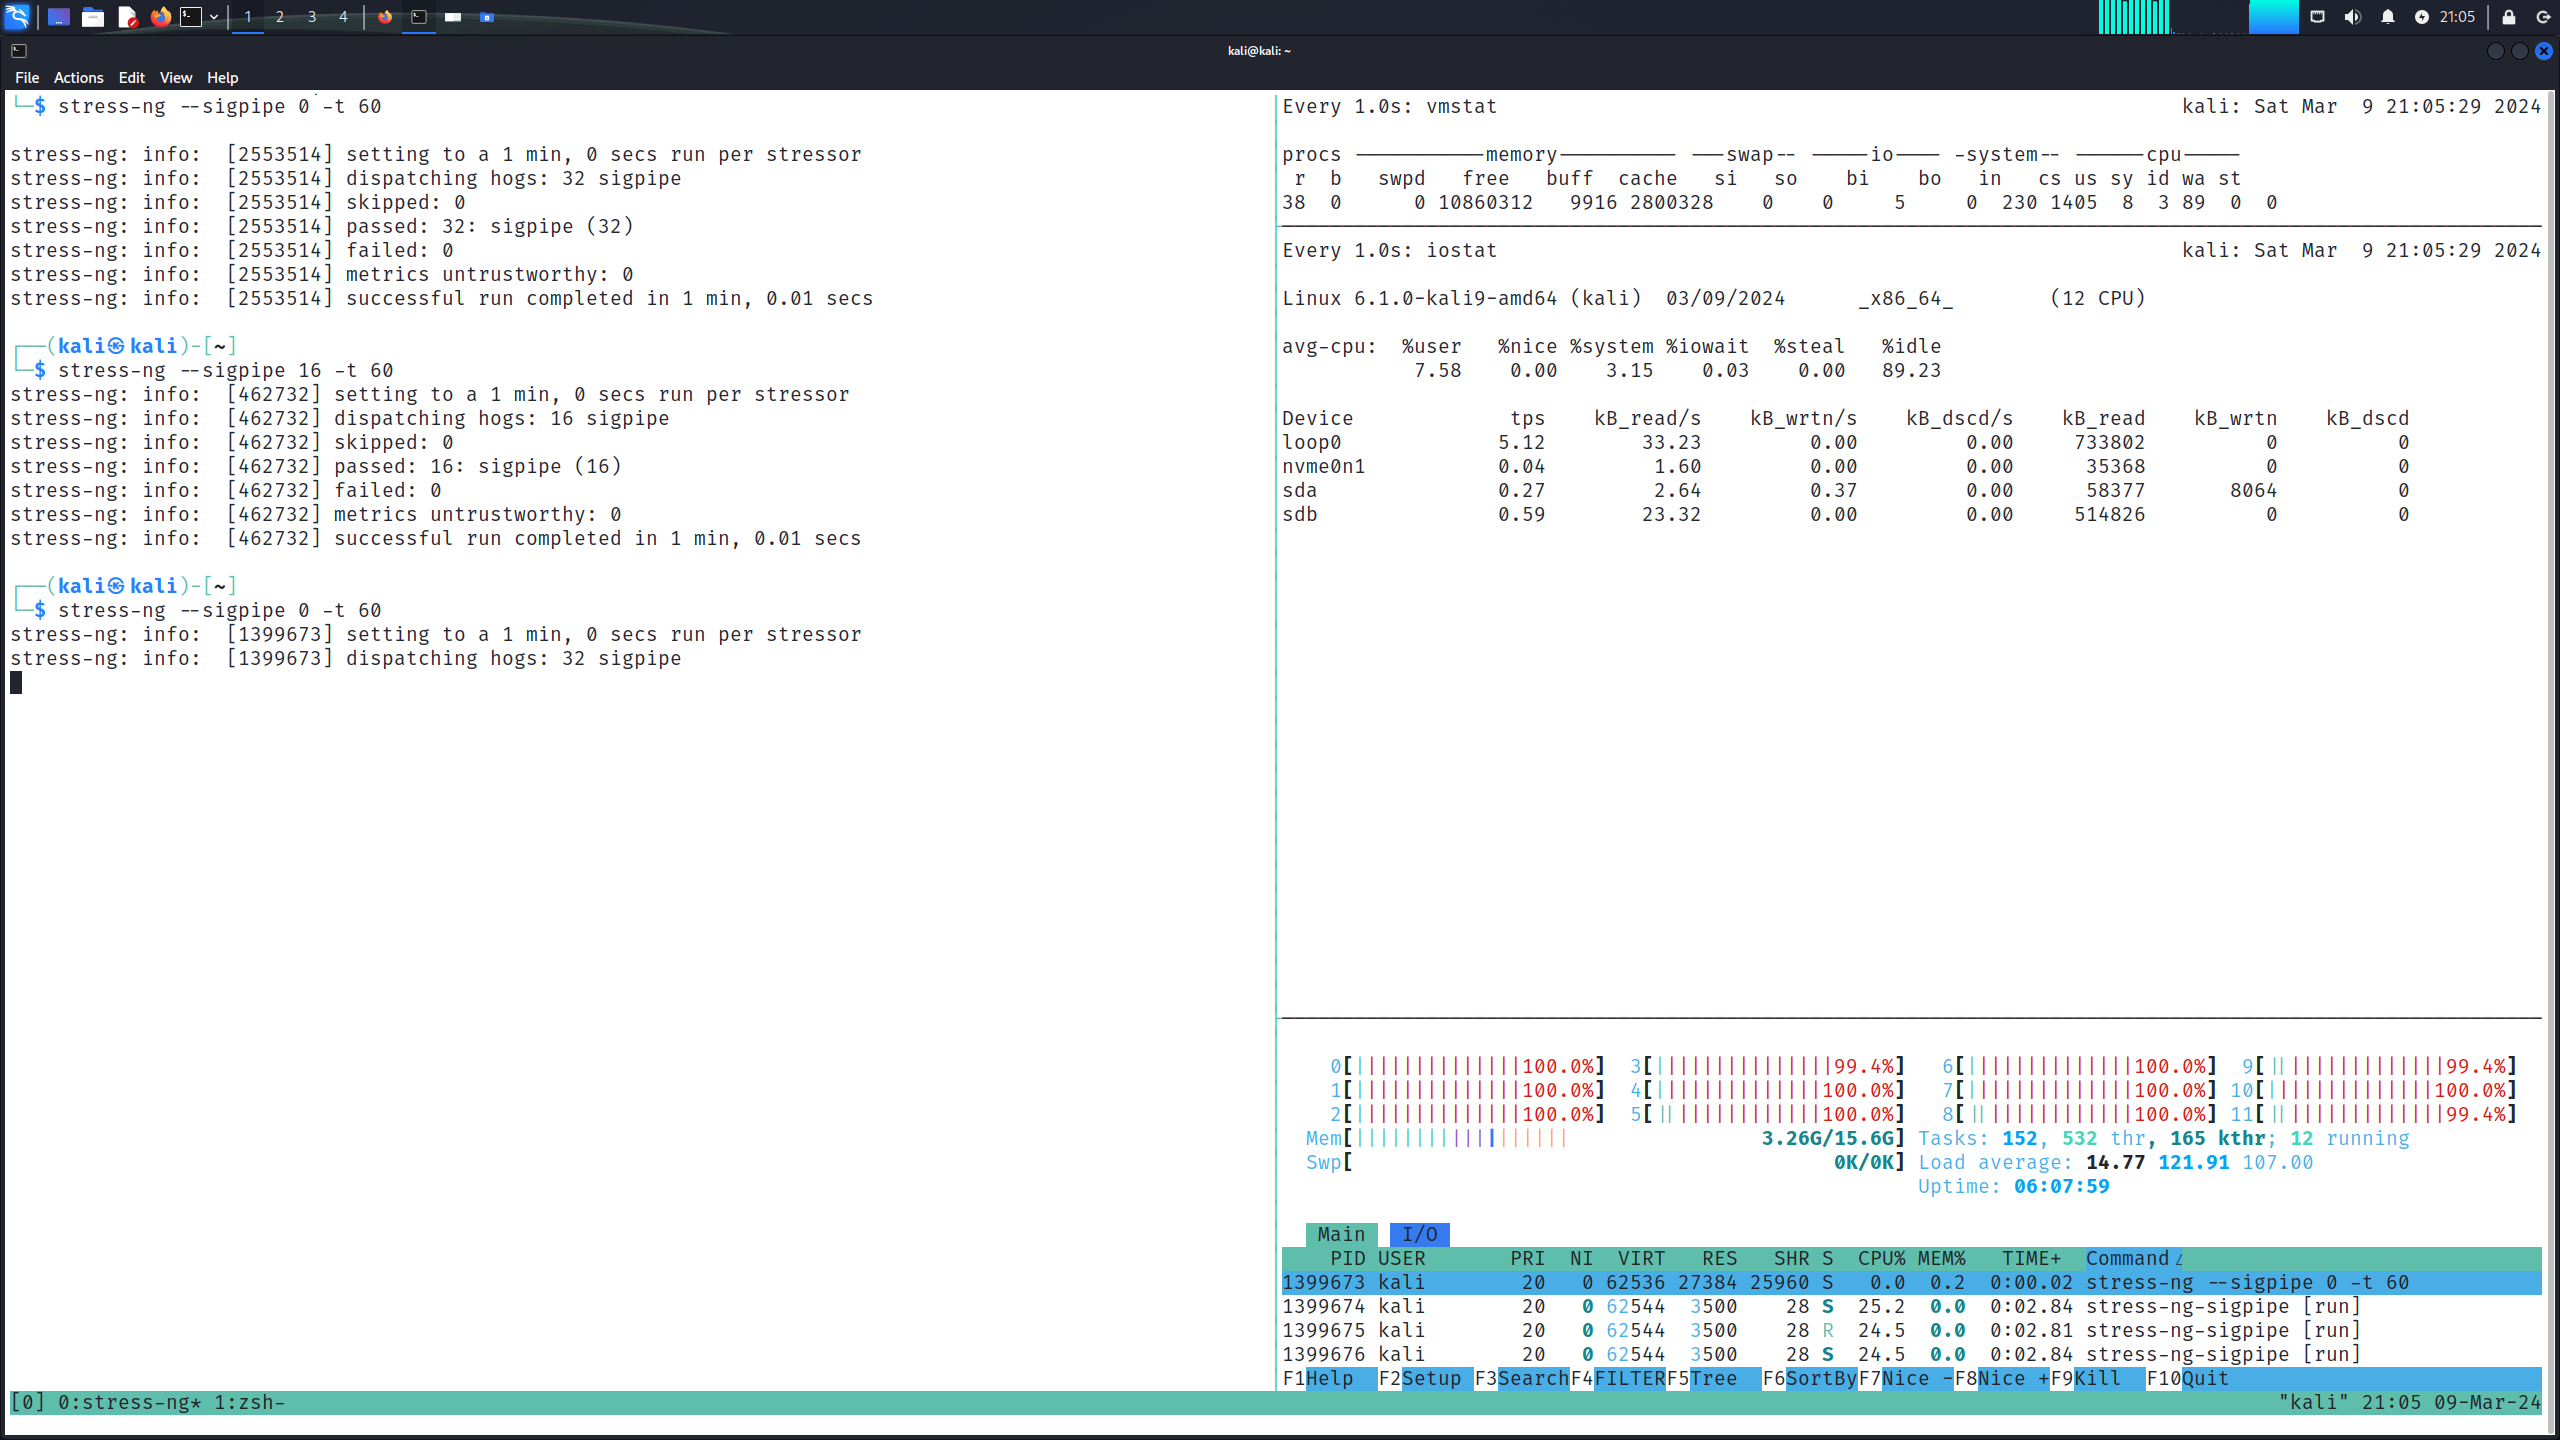 1 2 3 4 21:05
kali@kali: ~
File Actions Edit View Help
└─$ stress-ng --sigpipe 0 -t 60
stress-ng: info:  [2553514] setting to a 1 min, 0 secs run per stressor
stress-ng: info:  [2553514] dispatching hogs: 32 sigpipe
stress-ng: info:  [2553514] skipped: 0
stress-ng: info:  [2553514] passed: 32: sigpipe (32)
stress-ng: info:  [2553514] failed: 0
stress-ng: info:  [2553514] metrics untrustworthy: 0
stress-ng: info:  [2553514] successful run completed in 1 min, 0.01 secs
┌──(kali㉿kali)-[~]
└─$ stress-ng --sigpipe 16 -t 60
stress-ng: info:  [462732] setting to a 1 min, 0 secs run per stressor
stress-ng: info:  [462732] dispatching hogs: 16 sigpipe
stress-ng: info:  [462732] skipped: 0
stress-ng: info:  [462732] passed: 16: sigpipe (16)
stress-ng: info:  [462732] failed: 0
stress-ng: info:  [462732] metrics untrustworthy: 0
stress-ng: info:  [462732] successful run completed in 1 min, 0.01 secs
┌──(kali㉿kali)-[~]
└─$ stress-ng --sigpipe 0 -t 60
stress-ng: info:  [1399673] setting to a 1 min, 0 secs run per stressor
stress-ng: info:  [1399673] dispatching hogs: 32 sigpipe
Every 1.0s: vmstat kali: Sat Mar  9 21:05:29 2024
procs -----------memory---------- ---swap-- -----io---- -system-- ------cpu-----
r b swpd free buff cache si so bi bo in cs us sy id wa st
38 0 0 10860312 9916 2800328 0 0 5 0 230 1405 8 3 89 0 0
Every 1.0s: iostat kali: Sat Mar  9 21:05:29 2024
Linux 6.1.0-kali9-amd64 (kali) 03/09/2024 _x86_64_ (12 CPU)
avg-cpu: %user %nice %system %iowait %steal %idle
7.58 0.00 3.15 0.03 0.00 89.23
Device tps kB_read/s kB_wrtn/s kB_dscd/s kB_read kB_wrtn kB_dscd
loop0 5.12 33.23 0.00 0.00 733802 0 0
nvme0n1 0.04 1.60 0.00 0.00 35368 0 0
sda 0.27 2.64 0.37 0.00 58377 8064 0
sdb 0.59 23.32 0.00 0.00 514826 0 0
0[|||||||||||||100.0%] 3[||||||||||||||99.4%] 6[|||||||||||||100.0%] 9[||||||||||||||99.4%]
1[|||||||||||||100.0%] 4[|||||||||||||100.0%] 7[|||||||||||||100.0%] 10[|||||||||||||100.0%]
2[|||||||||||||100.0%] 5[|||||||||||||100.0%] 8[|||||||||||||100.0%] 11[||||||||||||||99.4%]
Mem[|||||||||||||||||| 3.26G/15.6G] Tasks: 152, 532 thr, 165 kthr; 12 running
Swp[ 0K/0K] Load average: 14.77 121.91 107.00
Uptime: 06:07:59
Main I/O
PID USER PRI NI VIRT RES SHR S CPU% MEM% TIME+ Command△
1399673 kali 20 0 62536 27384 25960 S 0.0 0.2 0:00.02 stress-ng --sigpipe 0 -t 60
1399674 kali 20 0 62544 3500 28 S 25.2 0.0 0:02.84 stress-ng-sigpipe [run]
1399675 kali 20 0 62544 3500 28 R 24.5 0.0 0:02.81 stress-ng-sigpipe [run]
1399676 kali 20 0 62544 3500 28 S 24.5 0.0 0:02.84 stress-ng-sigpipe [run]
F1Help F2Setup F3SearchF4FILTERF5Tree F6SortByF7Nice -F8Nice +F9Kill F10Quit
[0] 0:stress-ng* 1:zsh- "kali" 21:05 09-Mar-24